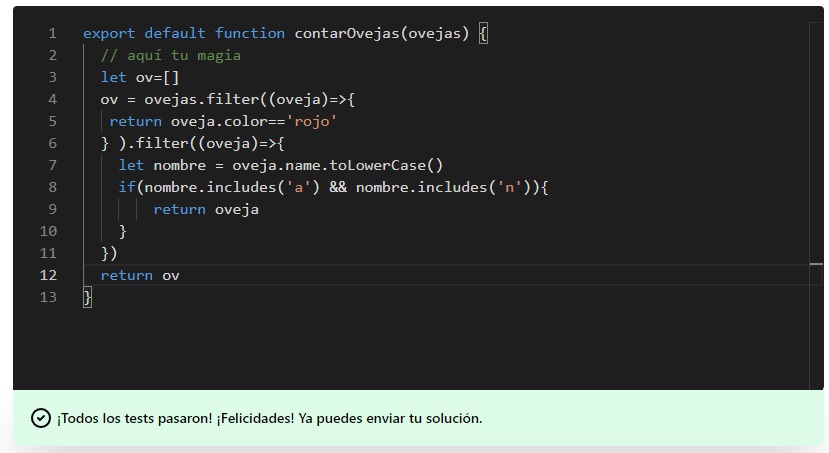 1 export default function contarOvejas(ovejas) {
2 // aquí tu magia
3 let ov=[]
4 ov = ovejas.filter((oveja)=>{
5 return oveja.color=='rojo'
6 } ).filter((oveja)=>{
7 let nombre = oveja.name.toLowerCase()
8 if(nombre.includes('a') && nombre.includes('n')){
9 return oveja
10 }
11 })
12 return ov
13 }
¡Todos los tests pasaron! ¡Felicidades! Ya puedes enviar tu solución.